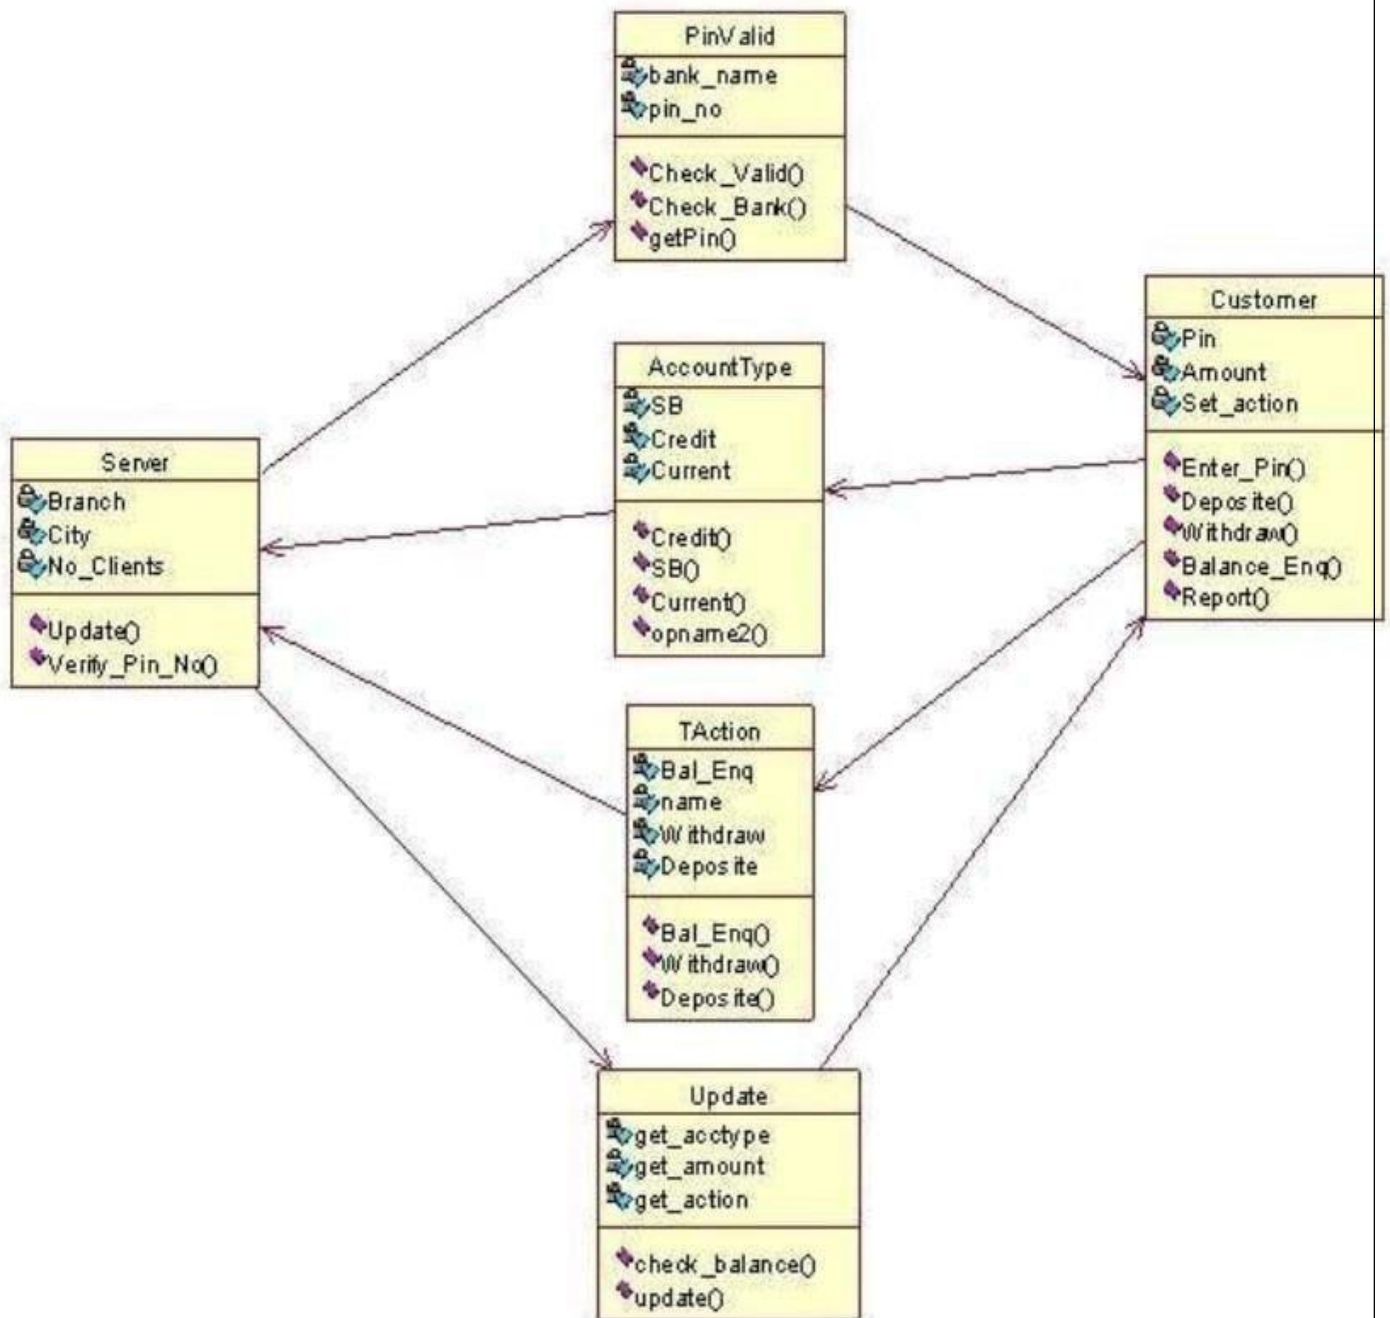 PinValid
bank_name
pin_no
Check_Valid()
Check_Bank()
getPin()
Customer
Pin
Amount
Set_action
Enter_Pin()
Deposite()
Withdraw()
Balance_Enq()
Report()
AccountType
SB
Credit
Current
Credit()
SB()
Current()
opname2()
Server
Branch
City
No_Clients
Update()
Verify_Pin_No()
TAction
Bal_Enq
name
Withdraw
Deposite
Bal_Enq()
Withdraw()
Deposite()
Update
get_acctype
get_amount
get_action
check_balance()
update()